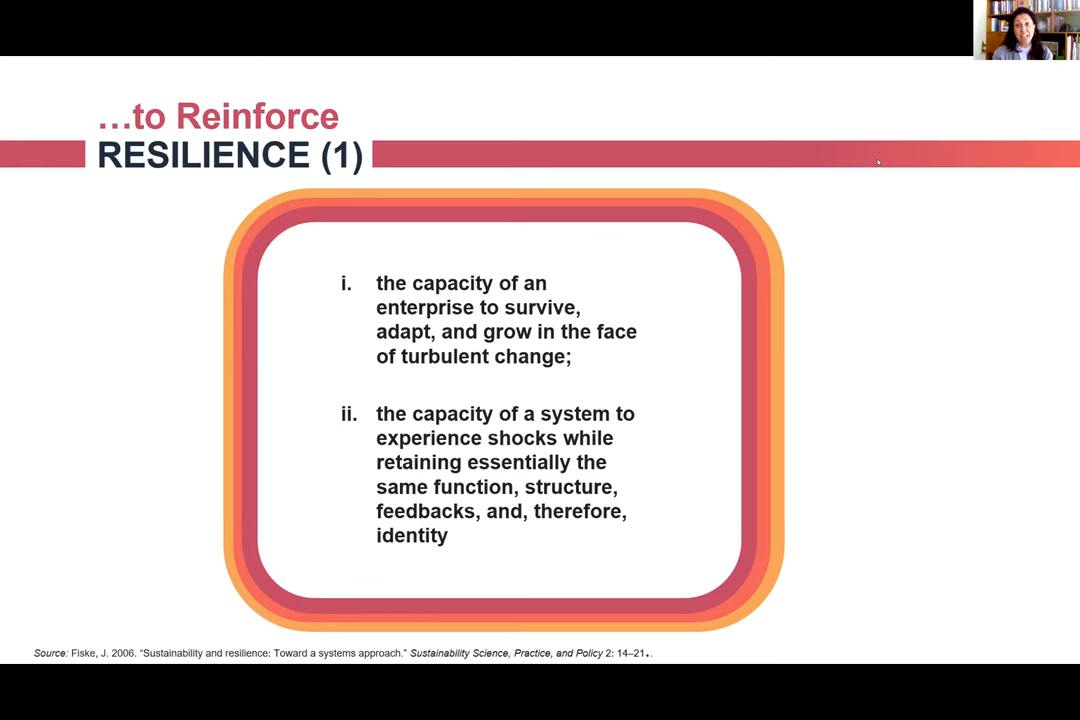 …to Reinforce
RESILIENCE (1)
i. the capacity of an
enterprise to survive,
adapt, and grow in the face
of turbulent change;
ii. the capacity of a system to
experience shocks while
retaining essentially the
same function, structure,
feedbacks, and, therefore,
identity
Source: Fiske, J. 2006. “Sustainability and resilience: Toward a systems approach.” Sustainability Science, Practice, and Policy 2: 14–21..